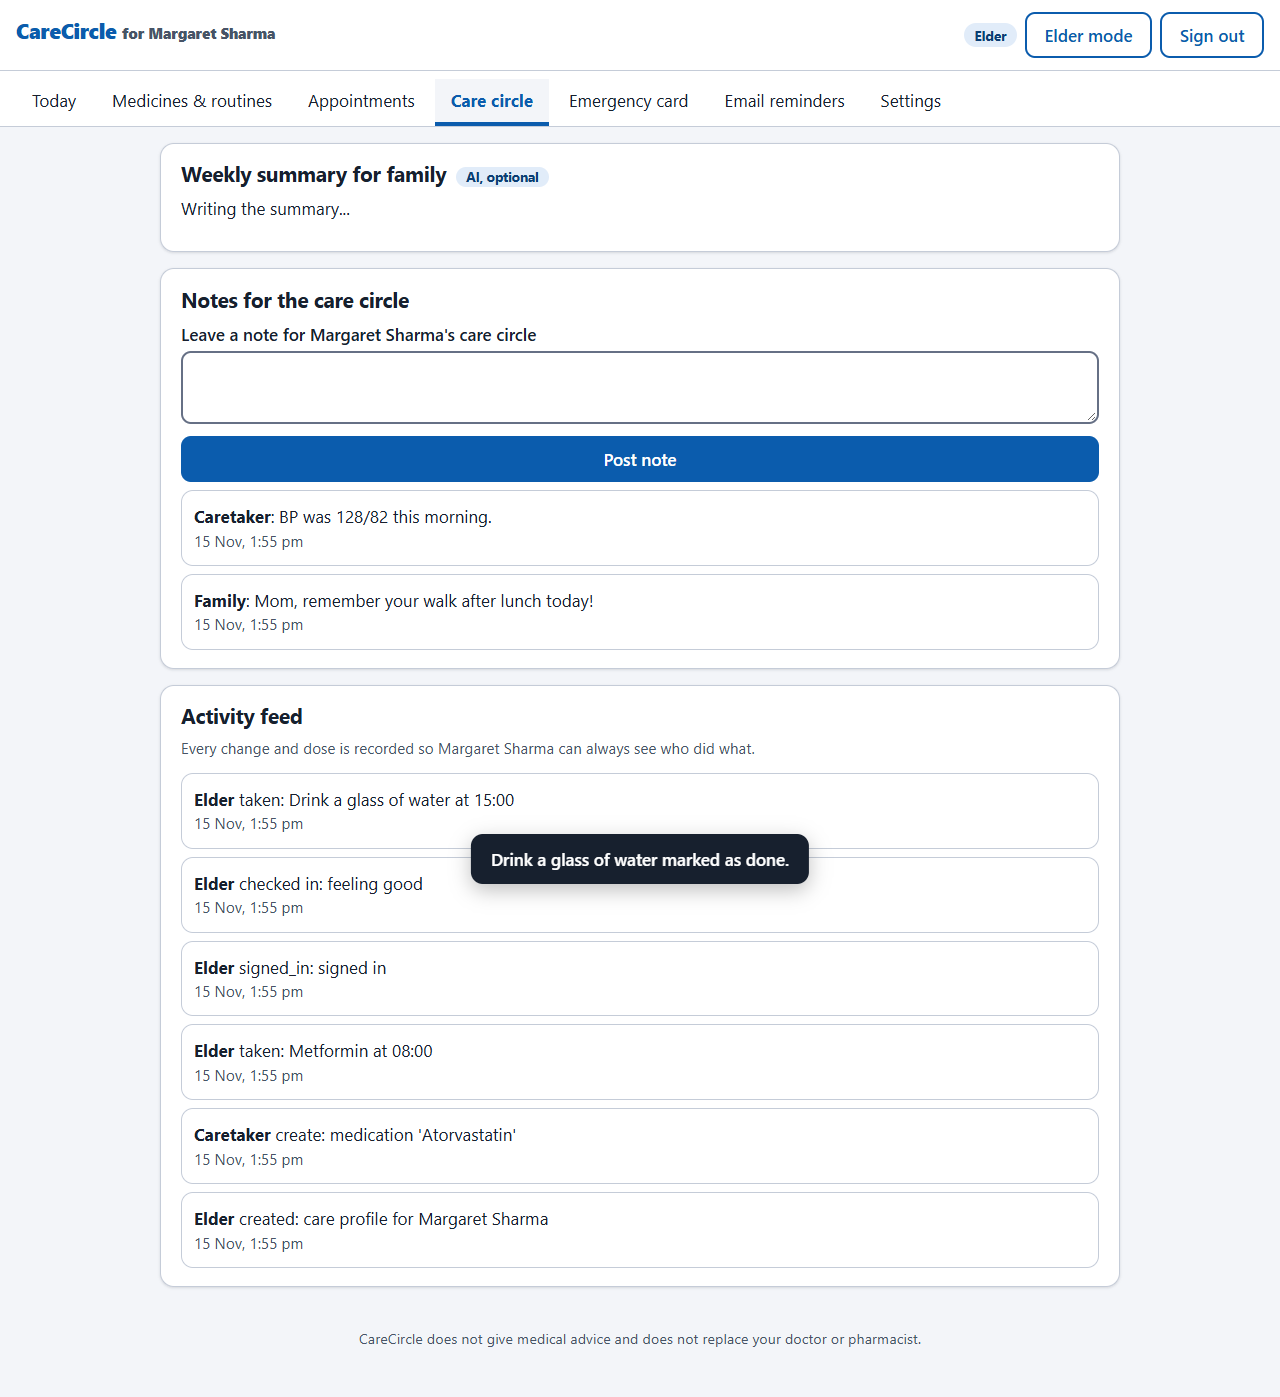 CareCircle for Margaret Sharma
Elder
Elder mode
Sign out
Today
Medicines & routines
Appointments
Care circle
Emergency card
Email reminders
Settings
Weekly summary for family
AI, optional
Writing the summary...
Notes for the care circle
Leave a note for Margaret Sharma's care circle
Post note
Caretaker: BP was 128/82 this morning.
15 Nov, 1:55 pm
Family: Mom, remember your walk after lunch today!
15 Nov, 1:55 pm
Activity feed
Every change and dose is recorded so Margaret Sharma can always see who did what.
Elder taken: Drink a glass of water at 15:00
15 Nov, 1:55 pm
Drink a glass of water marked as done.
Elder checked in: feeling good
15 Nov, 1:55 pm
Elder signed_in: signed in
15 Nov, 1:55 pm
Elder taken: Metformin at 08:00
15 Nov, 1:55 pm
Caretaker create: medication 'Atorvastatin'
15 Nov, 1:55 pm
Elder created: care profile for Margaret Sharma
15 Nov, 1:55 pm
CareCircle does not give medical advice and does not replace your doctor or pharmacist.